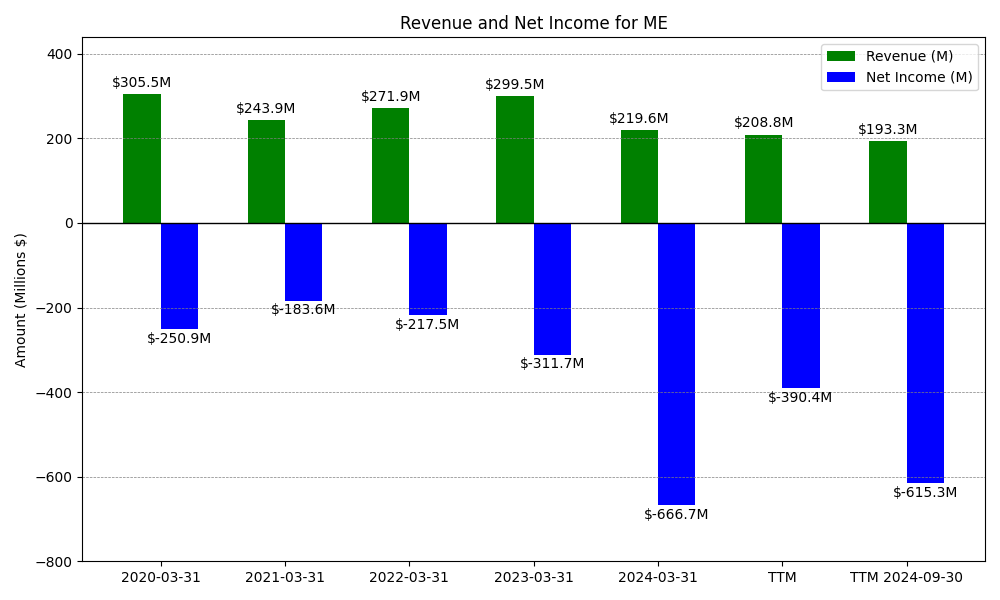 Revenue and Net Income for ME
Revenue (M)
Net Income (M)
Amount (Millions $)
400
200
0
−200
−400
−600
−800
$305.5M
$243.9M
$271.9M
$299.5M
$219.6M
$208.8M
$193.3M
$-250.9M
$-183.6M
$-217.5M
$-311.7M
$-666.7M
$-390.4M
$-615.3M
2020-03-31
2021-03-31
2022-03-31
2023-03-31
2024-03-31
TTM
TTM 2024-09-30